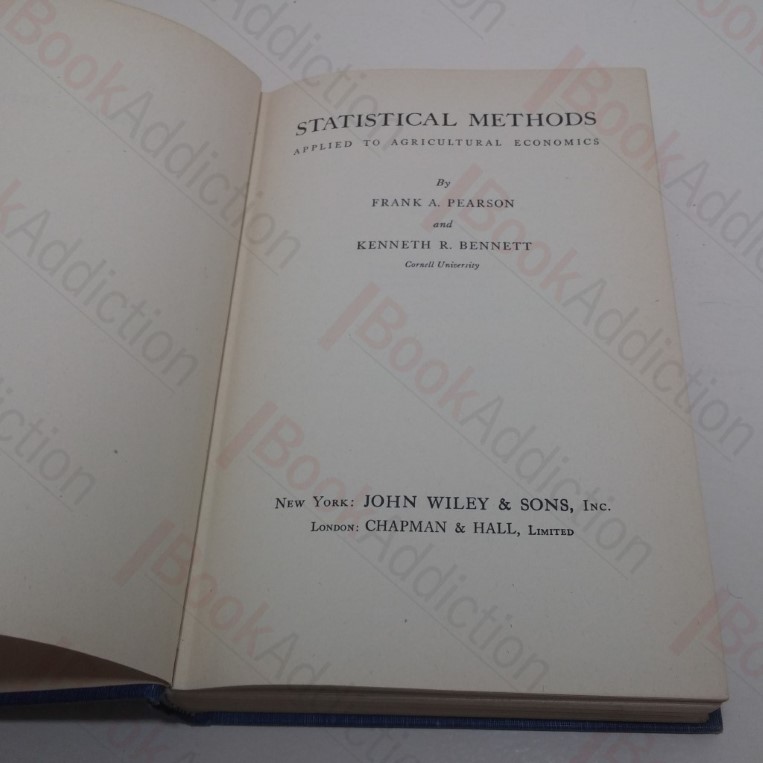 STATISTICAL METHODS
APPLIED TO AGRICULTURAL ECONOMICS
By
FRANK A. PEARSON
and
KENNETH R. BENNETT
Cornell University
NEW YORK: JOHN WILEY & SONS, INC.
LONDON: CHAPMAN & HALL, LIMITED
BookAddiction